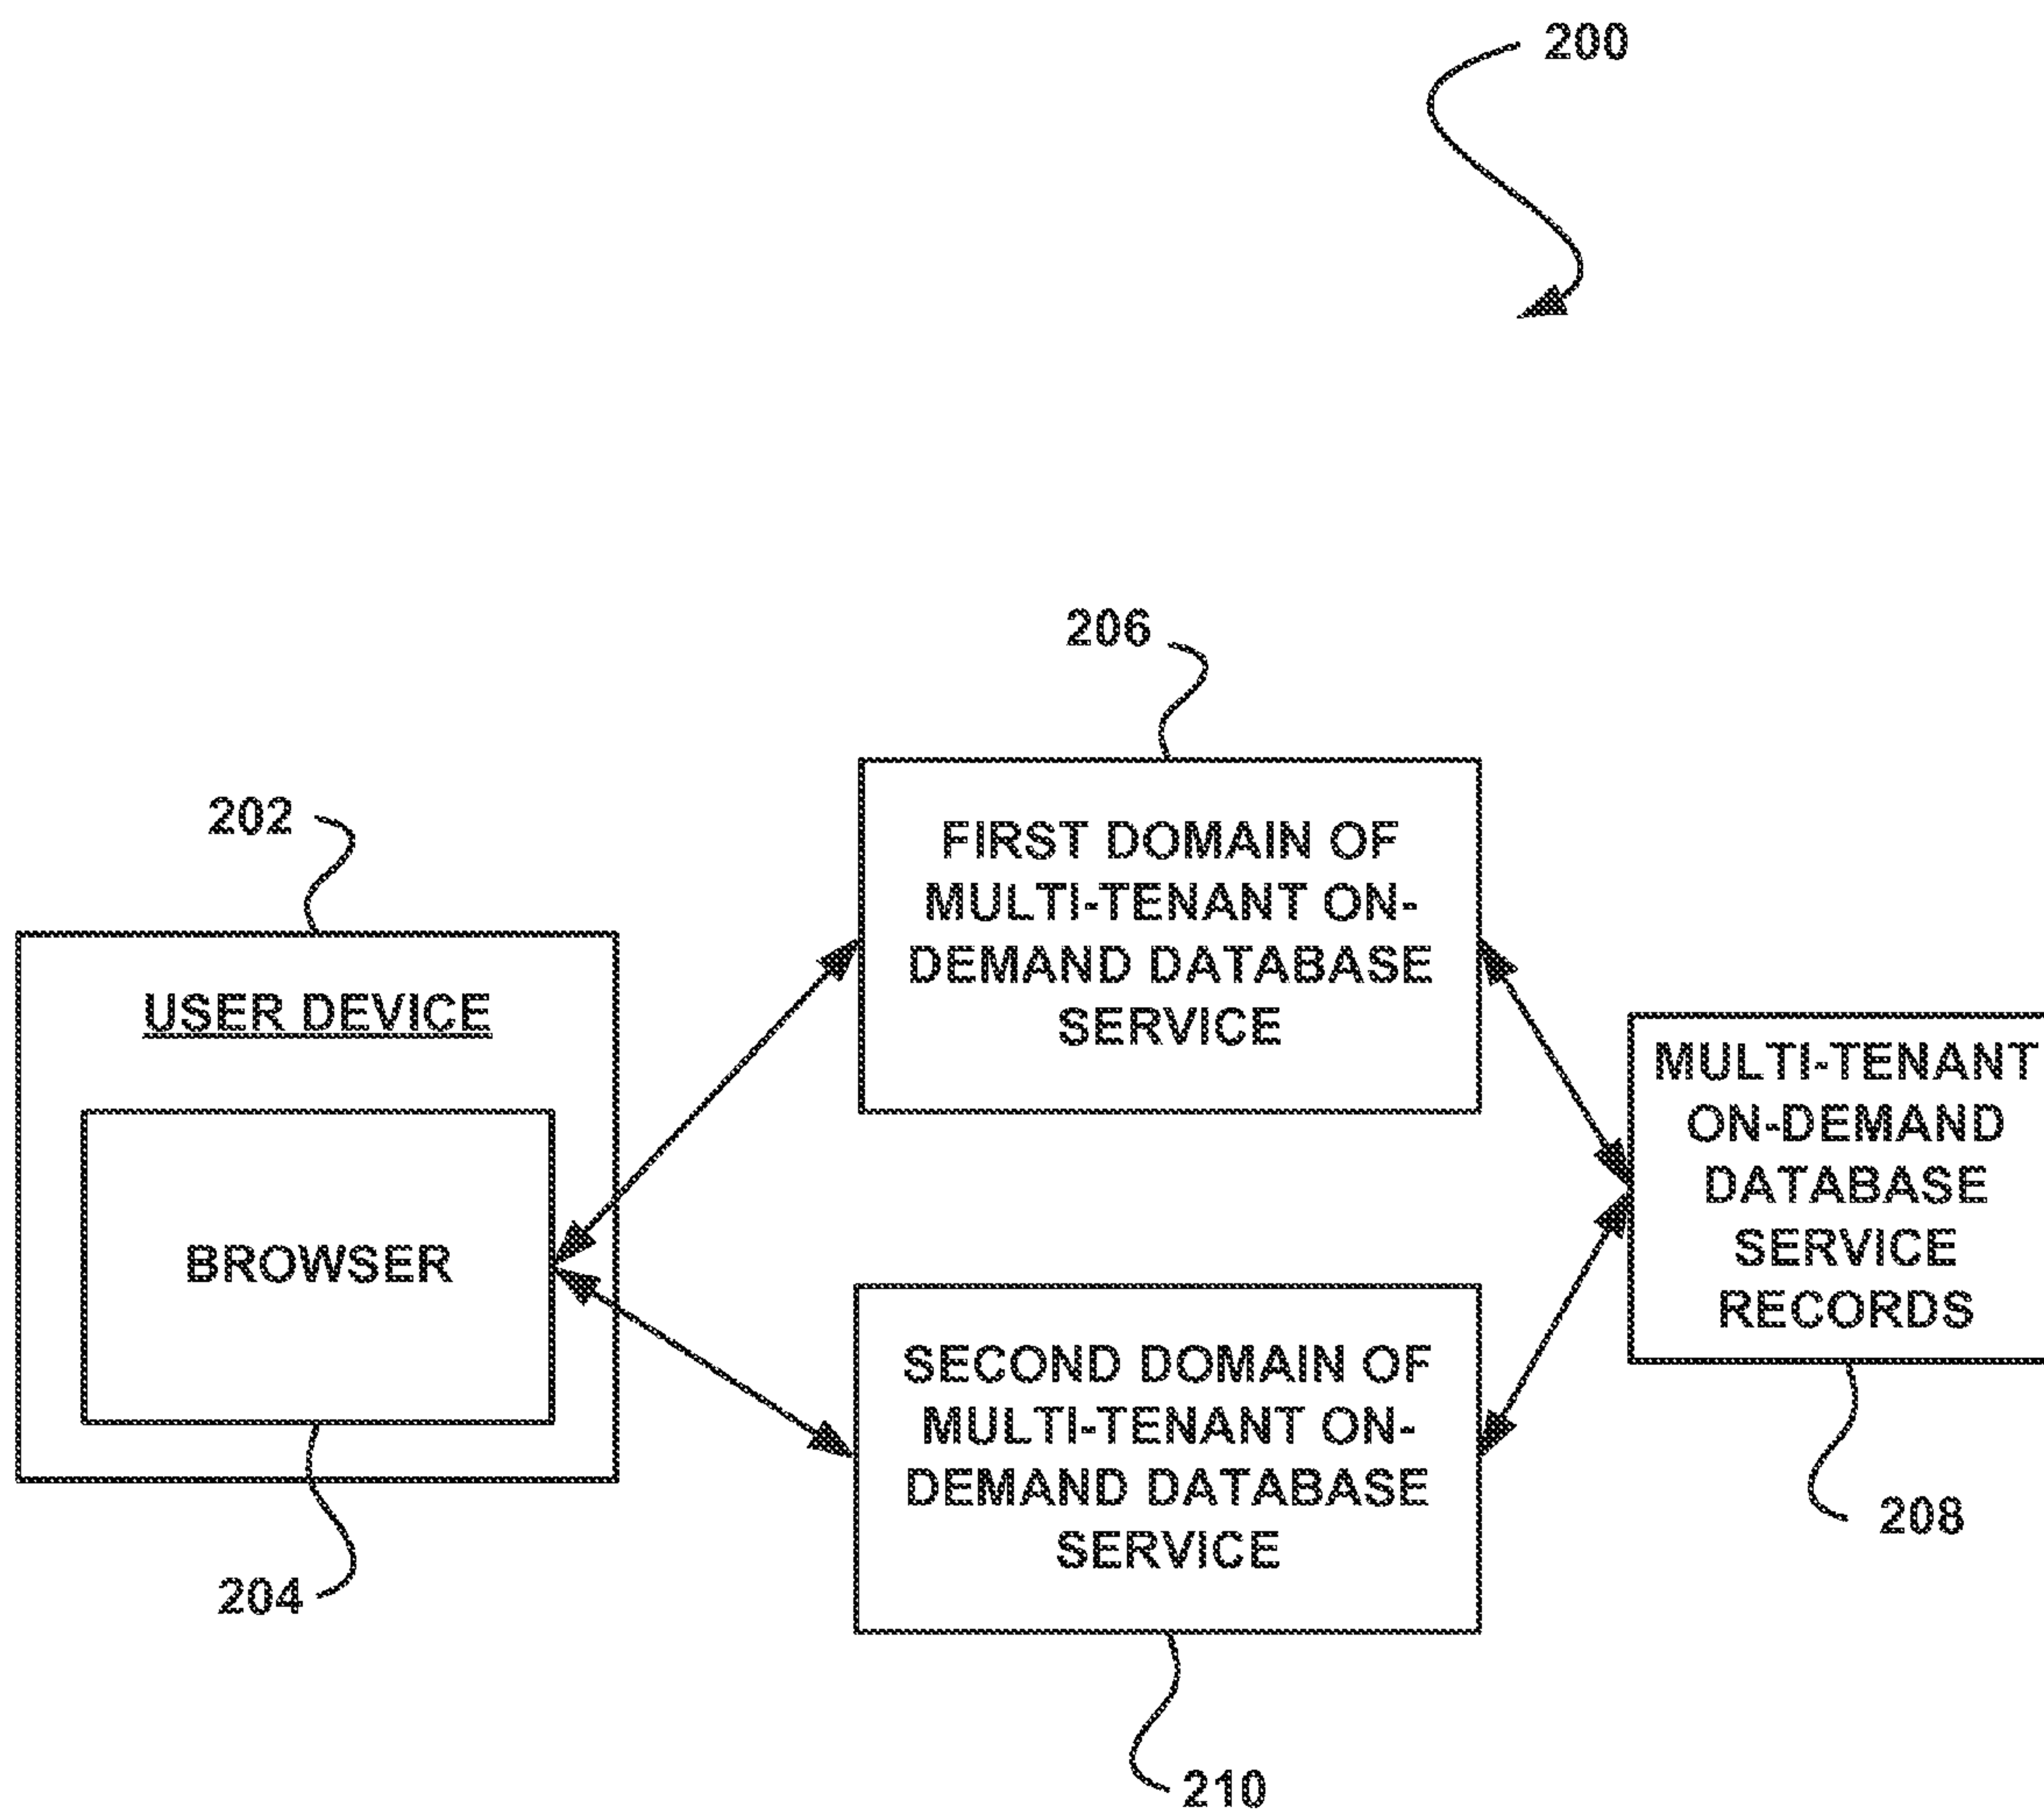 200
206
FIRST DOMAIN OF
MULTI-TENANT ON-
DEMAND DATABASE
SERVICE
202
USER DEVICE
BROWSER
204
MULTI-TENANT
ON-DEMAND
DATABASE
SERVICE
RECORDS
208
SECOND DOMAIN OF
MULTI-TENANT ON-
DEMAND DATABASE
SERVICE
210